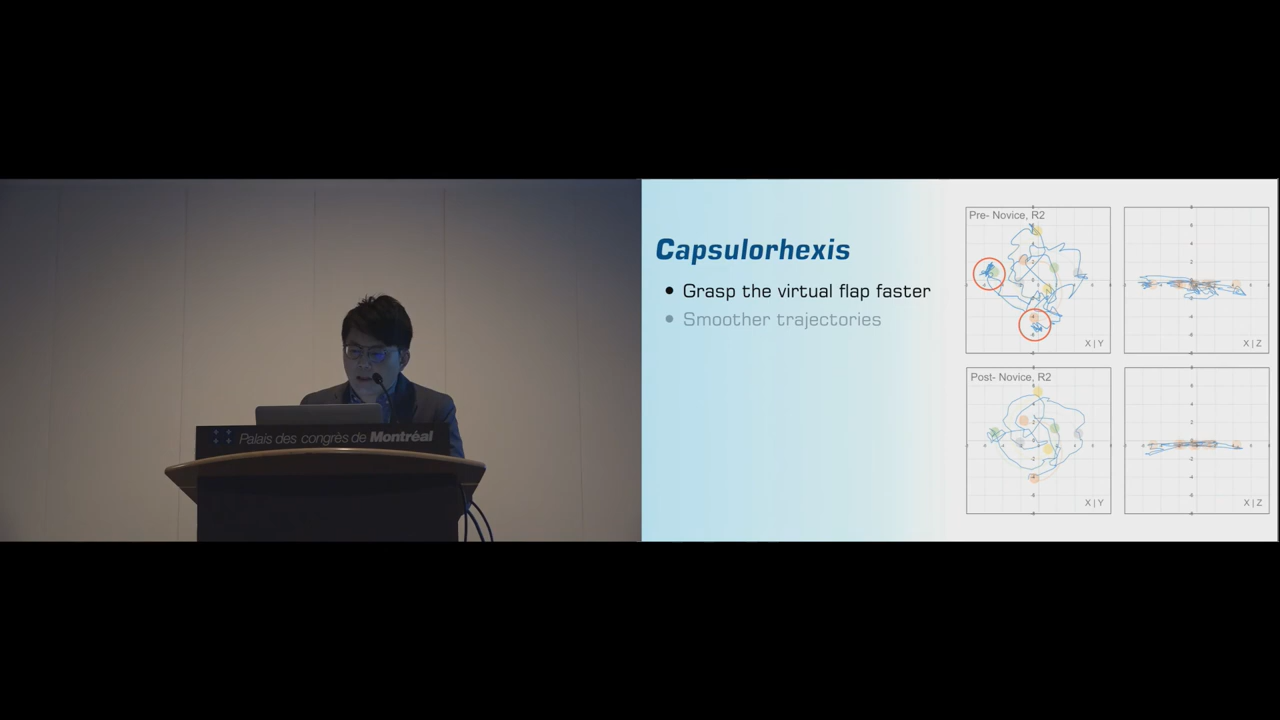 Capsulorhexis
• Grasp the virtual flap faster
• Smoother trajectories
Pre- Novice, R2
X | Y
X | Z
Post- Novice, R2
X | Y
X | Z
Palais des congrès de Montréal